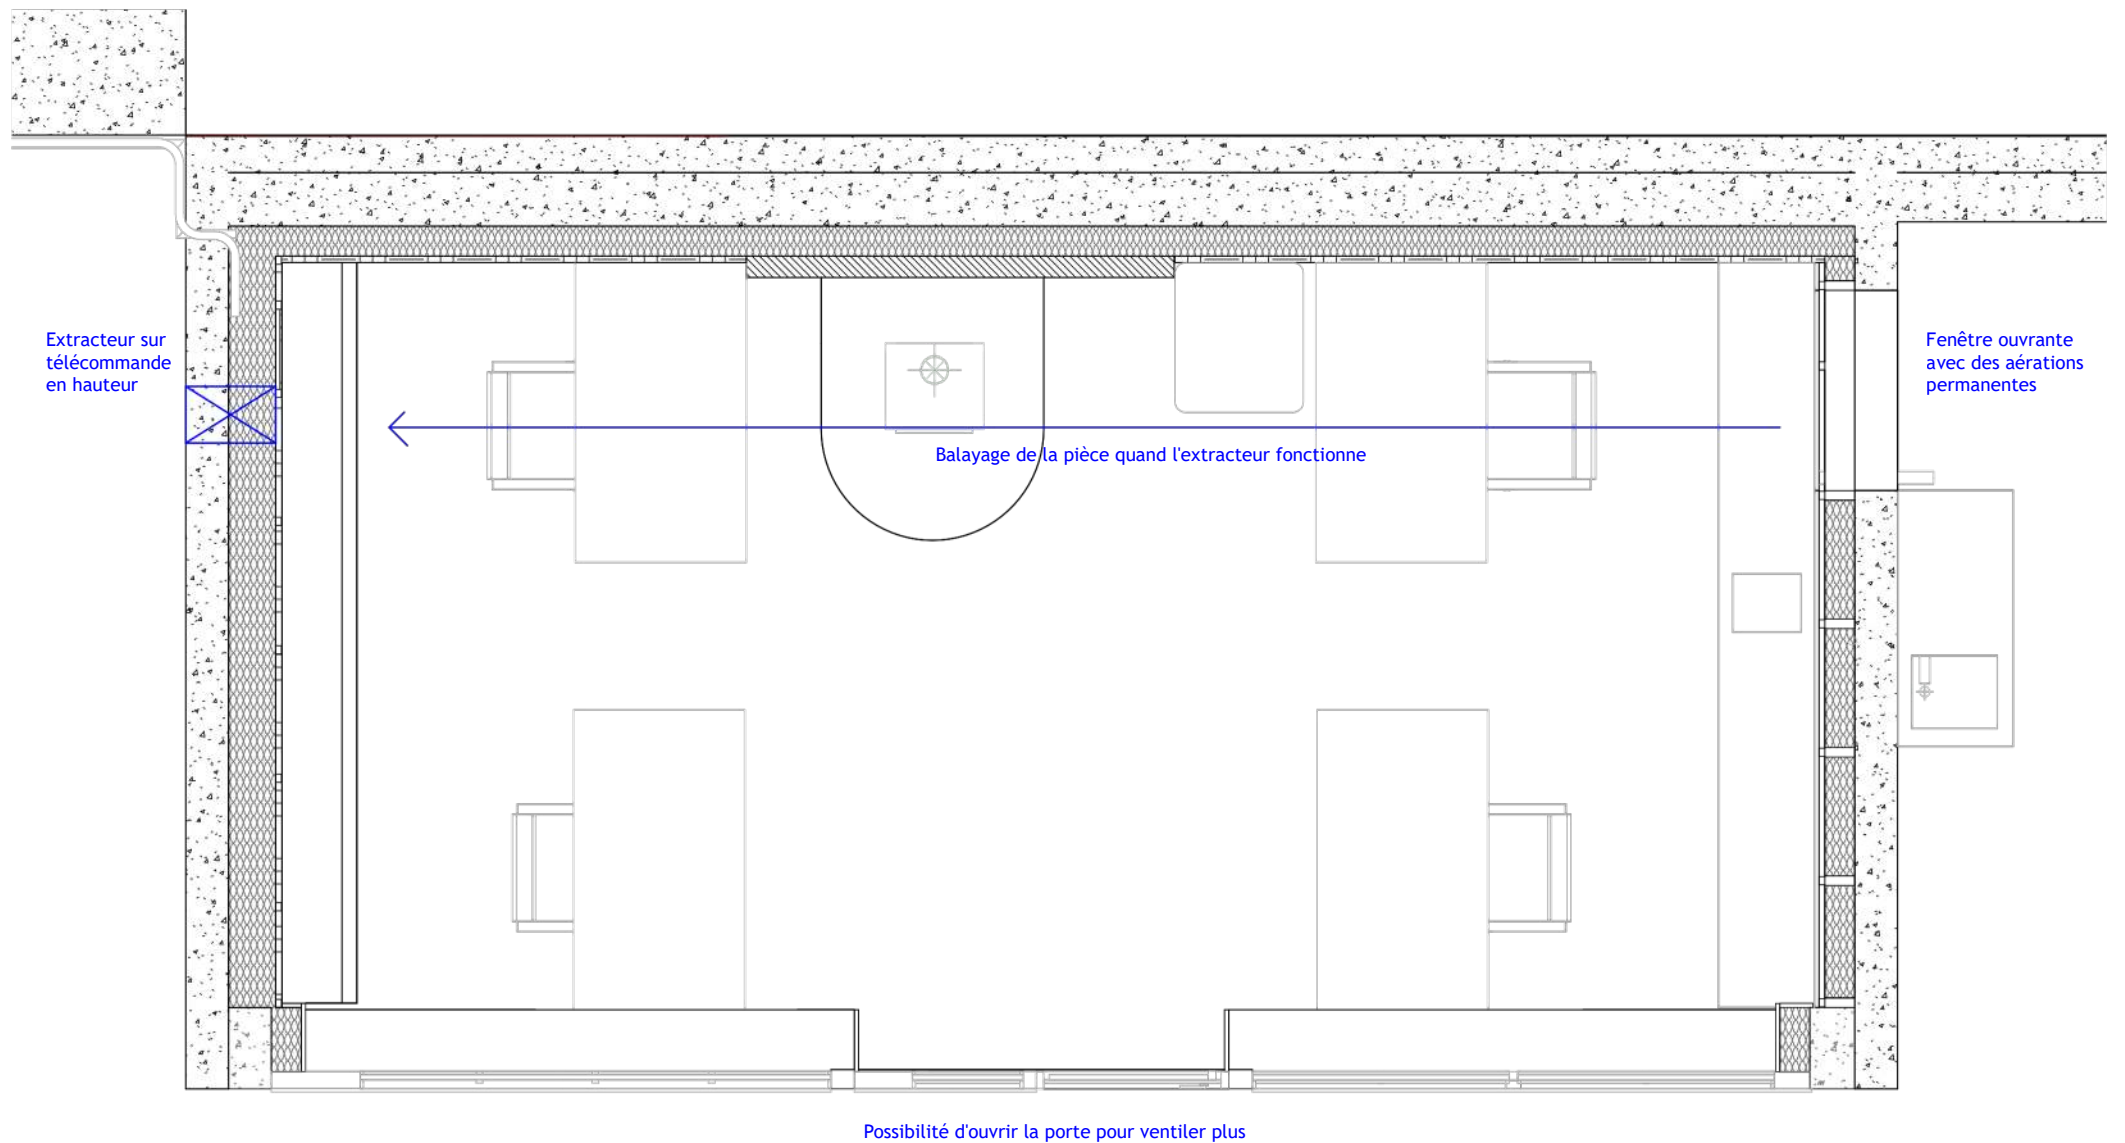 Extracteur sur
télécommande
en hauteur
Fenêtre ouvrante
avec des aérations
permanentes
Balayage de la pièce quand l'extracteur fonctionne
Possibilité d'ouvrir la porte pour ventiler plus